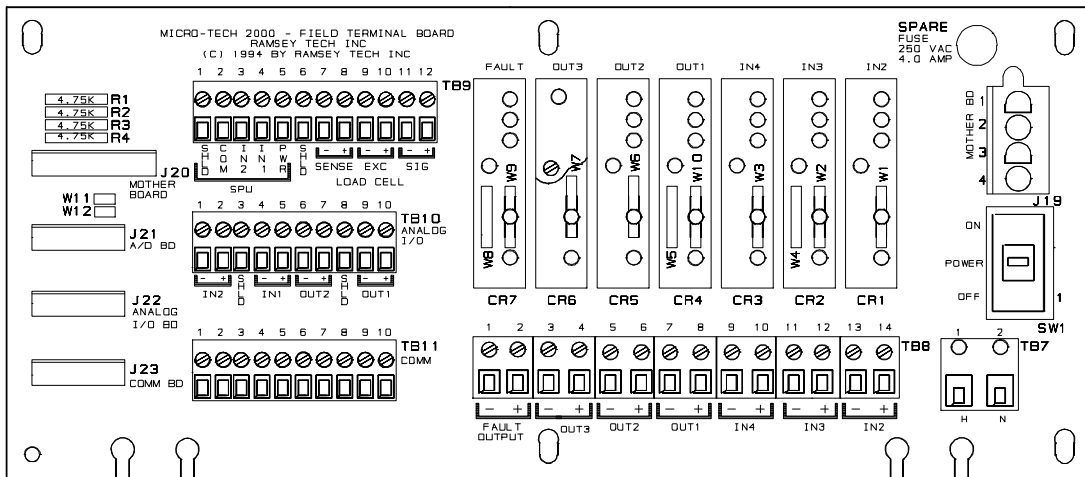 MICRO-TECH 2000 - FIELD TERMINAL BOARD
RAMSEY TECH INC
(C) 1994 BY RAMSEY TECH INC
SPARE
FUSE
250 VAC
4.0 AMP
FAULT OUT3 OUT2 OUT1 IN4 IN3 IN2
1 2 3 4 5 6 7 8 9 10 11 12
TB9
4.75K R1
4.75K R2
4.75K R3
4.75K R4
SHLD COM IN2 IN1 PWR SHLD
- + - + - +
SENSE EXC SIG
SPU
LOAD CELL
J20
MOTHER
BOARD
W11
W12
1 2 3 4 5 6 7 8 9 10
TB10
ANALOG
I/O
J21
A/D BD
- + SHLD - + - + SHLD - +
IN2 IN1 OUT2 OUT1
J22
ANALOG
I/O BD
1 2 3 4 5 6 7 8 9 10
TB11
COMM
J23
COMM BD
W9 W7 W6 W10 W3 W2 W1
W8 W5 W4
CR7 CR6 CR5 CR4 CR3 CR2 CR1
MOTHER BD
1
2
3
4
J19
ON
POWER
OFF
1
SW1
1 2 3 4 5 6 7 8 9 10 11 12 13 14
TB8
- + - + - + - + - + - + - +
FAULT
OUTPUT
OUT3 OUT2 OUT1 IN4 IN3 IN2
1 2
TB7
H N